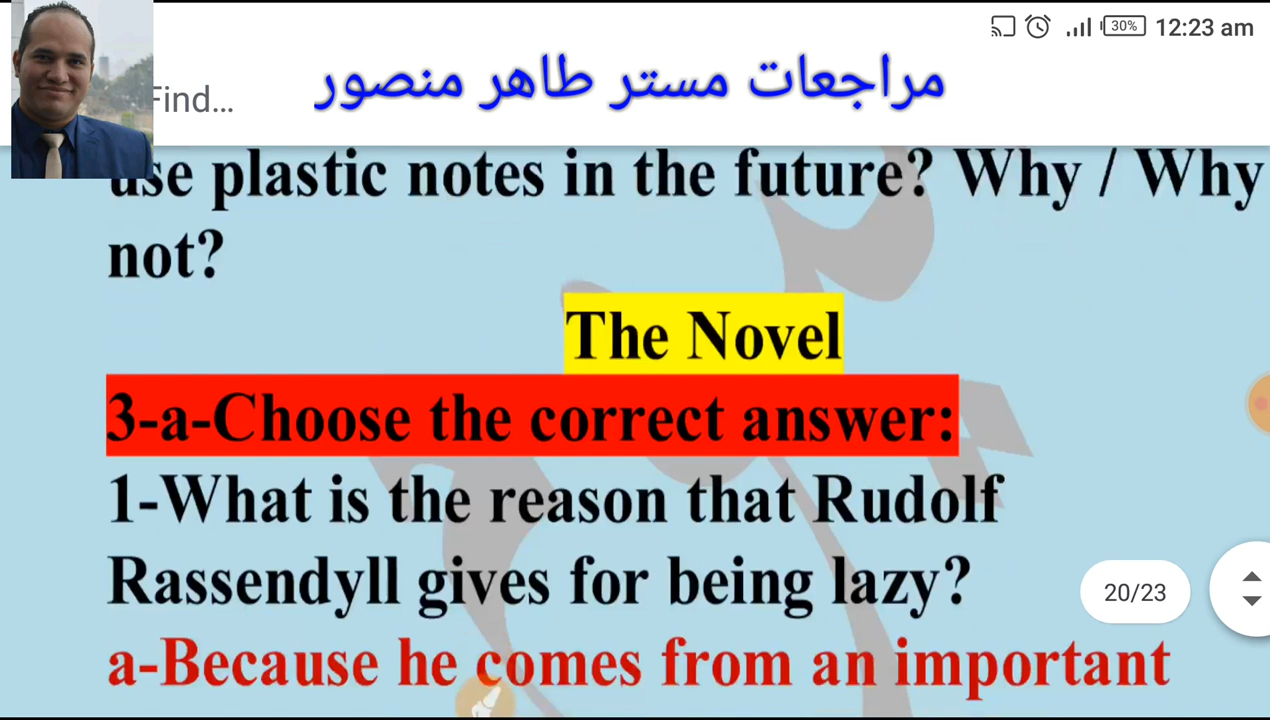 30% 12:23 am
Find...
مراجعات مستر طاهر منصور
use plastic notes in the future? Why / Why
not?
The Novel
3-a-Choose the correct answer:
1-What is the reason that Rudolf
Rassendyll gives for being lazy?
20/23
a-Because he comes from an important